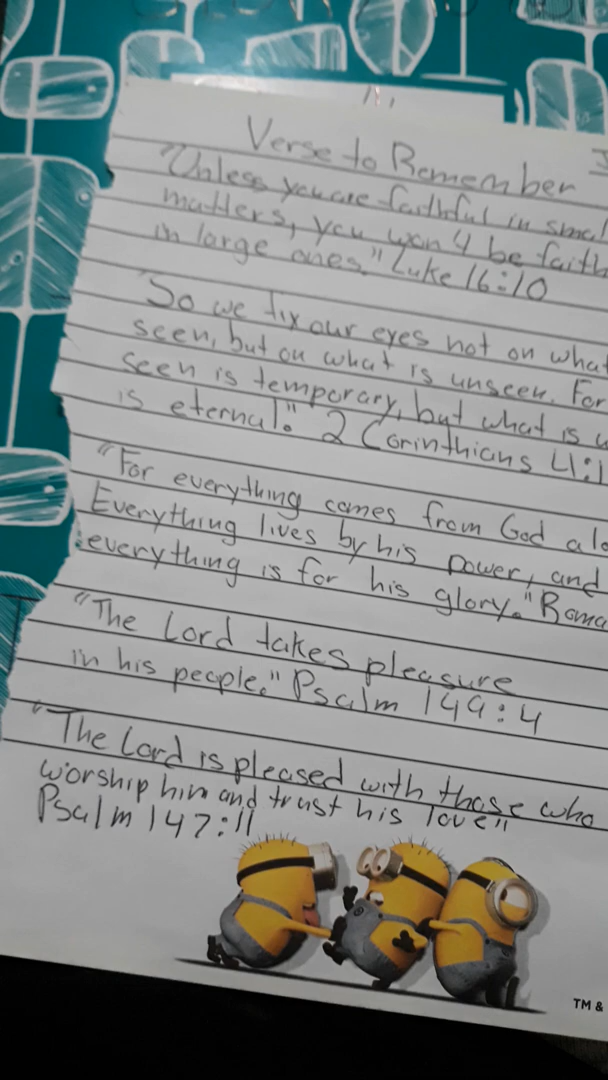 Verse to Remember
"Unless you are faithful in smal
matters, you won 4 be faith
in large ones." Luke 16:10
"So we fix our eyes not on what
seen, but on what is unseen. For
seen is temporary, but what is u
is eternal." 2 Corinthians 4:1
"For everything comes from God alo
Everything lives by his power, and
everything is for his glory." Roma
"The Lord takes pleasure
in his people." Psalm 149:4
"The Lord is pleased with those who
worship him and trust his love"
Psalm 147:11
TM &